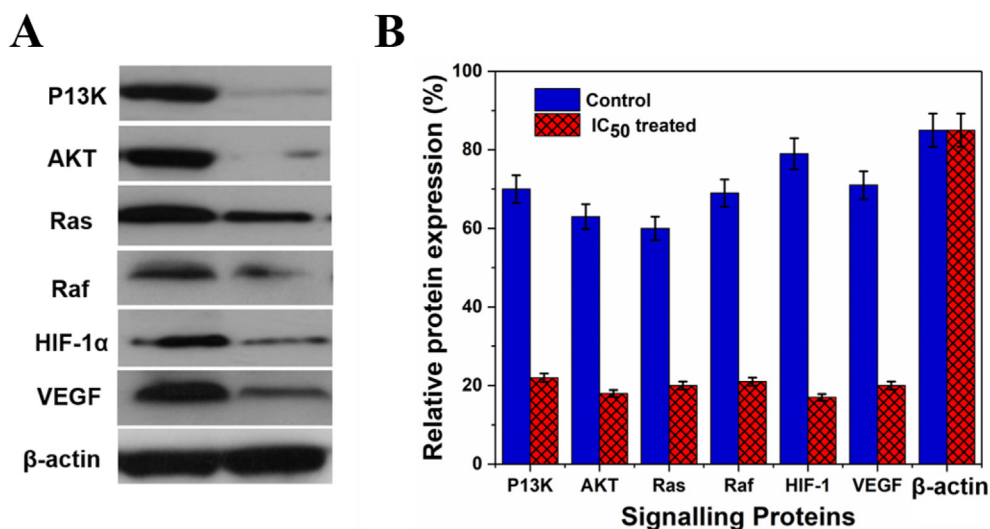 A
P13K
AKT
Ras
Raf
HIF-1α
VEGF
β-actin
B
Relative protein expression (%)
100
80
60
40
20
0
Control
IC50 treated
P13K AKT Ras Raf HIF-1 VEGF β-actin
Signalling Proteins